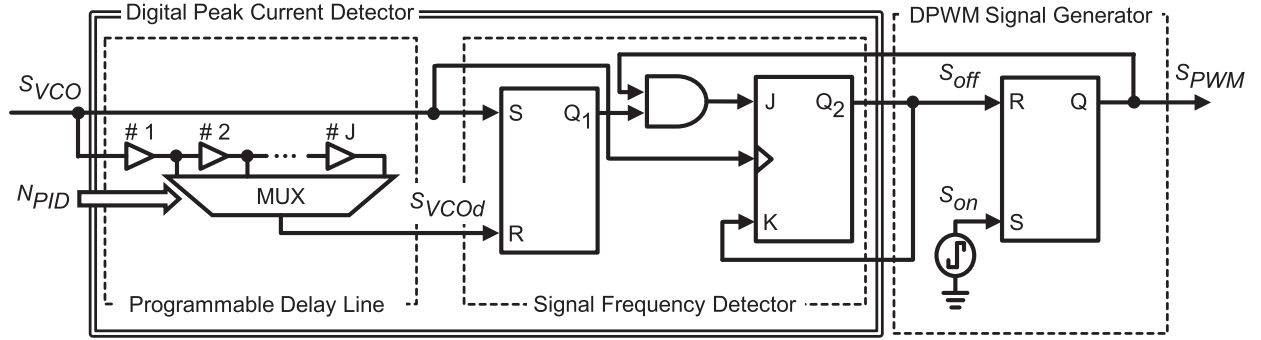 Digital Peak Current Detector
DPWM Signal Generator
S_VCO
# 1
# 2
# J
...
N_PID
MUX
S_VCOd
Programmable Delay Line
S
Q_1
R
J
Q_2
K
Signal Frequency Detector
S_off
R
Q
S_on
S
S_PWM